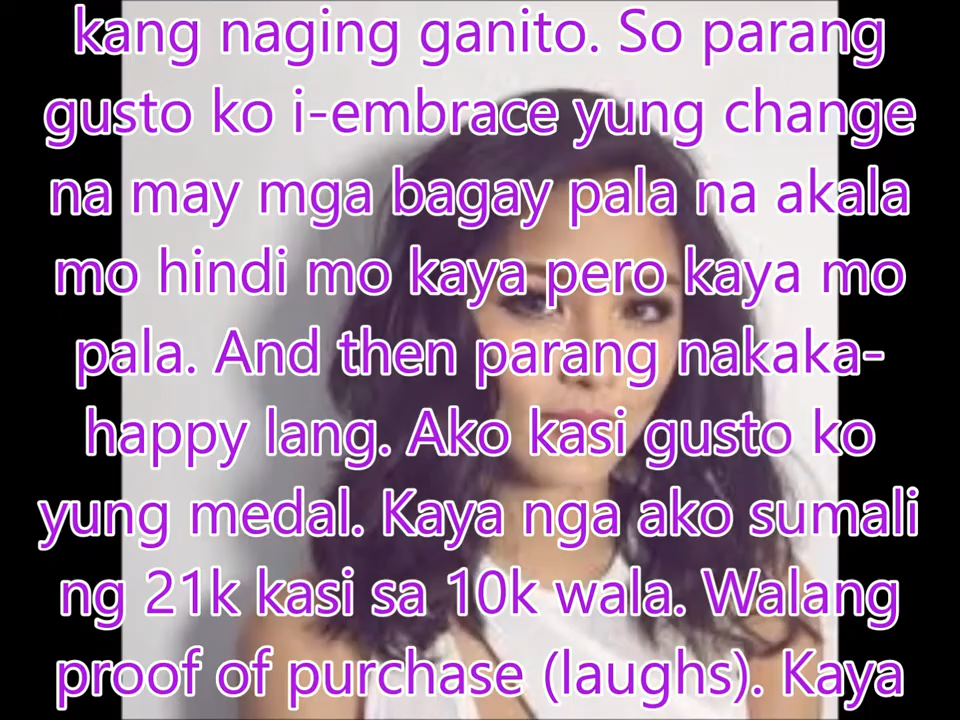 kang naging ganito. So parang
gusto ko i-embrace yung change
na may mga bagay pala na akala
mo hindi mo kaya pero kaya mo
pala. And then parang nakaka-
happy lang. Ako kasi gusto ko
yung medal. Kaya nga ako sumali
ng 21k kasi sa 10k wala. Walang
proof of purchase (laughs). Kaya